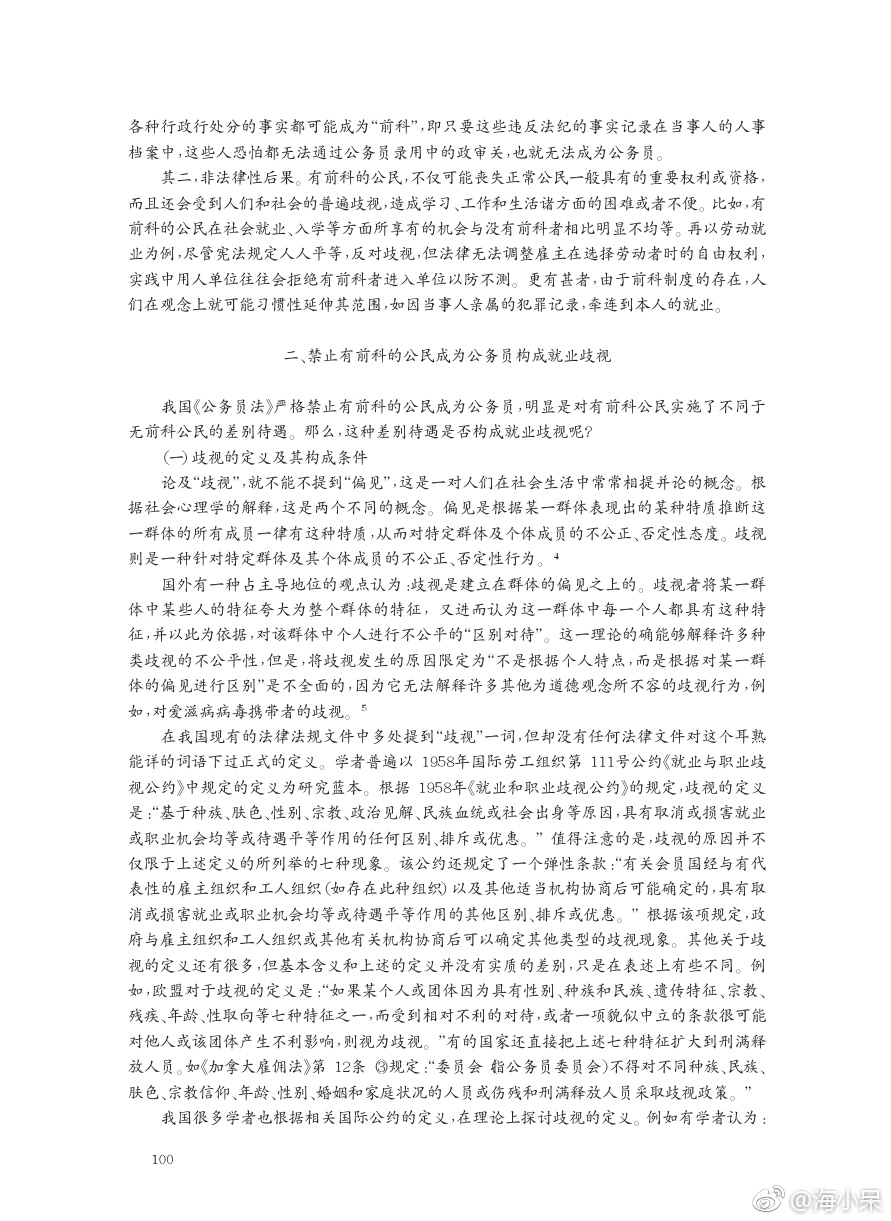 各种行政行处分的事实都可能成为“前科”,即只要这些违反法纪的事实记录在当事人的人事
档案中,这些人恐怕都无法通过公务员录用中的政审关,也就无法成为公务员。
其二,非法律性后果。有前科的公民,不仅可能丧失正常公民一般具有的重要权利或资格,
而且还会受到人们和社会的普遍歧视,造成学习、工作和生活诸方面的困难或者不便。比如,有
前科的公民在社会就业、入学等方面所享有的机会与没有前科者相比明显不均等。再以劳动就
业为例,尽管宪法规定人人平等,反对歧视,但法律无法调整雇主在选择劳动者时的自由权利,
实践中用人单位往往会拒绝有前科者进入单位以防不测。更有甚者,由于前科制度的存在,人
们在观念上就可能习惯性延伸其范围,如因当事人亲属的犯罪记录,牵连到本人的就业。
二、禁止有前科的公民成为公务员构成就业歧视
我国《公务员法》严格禁止有前科的公民成为公务员,明显是对有前科公民实施了不同于
无前科公民的差别待遇。那么,这种差别待遇是否构成就业歧视呢?
(一)歧视的定义及其构成条件
论及“歧视”,就不能不提到“偏见”,这是一对人们在社会生活中常常相提并论的概念。根
据社会心理学的解释,这是两个不同的概念。偏见是根据某一群体表现出的某种特质推断这
一群体的所有成员一律有这种特质,从而对特定群体及个体成员的不公正、否定性态度。歧视
则是一种针对特定群体及其个体成员的不公正、否定性行为。4
国外有一种占主导地位的观点认为:歧视是建立在群体的偏见之上的。歧视者将某一群
体中某些人的特征夸大为整个群体的特征, 又进而认为这一群体中每一个人都具有这种特
征,并以此为依据,对该群体中个人进行不公平的“区别对待”。这一理论的确能够解释许多种
类歧视的不公平性,但是,将歧视发生的原因限定为“不是根据个人特点,而是根据对某一群
体的偏见进行区别”是不全面的,因为它无法解释许多其他为道德观念所不容的歧视行为,例
如,对爱滋病病毒携带者的歧视。5
在我国现有的法律法规文件中多处提到“歧视”一词,但却没有任何法律文件对这个耳熟
能详的词语下过正式的定义。学者普遍以 1958年国际劳工组织第 111号公约《就业与职业歧
视公约》中规定的定义为研究蓝本。根据 1958年《就业和职业歧视公约》的规定,歧视的定义
是:“基于种族、肤色、性别、宗教、政治见解、民族血统或社会出身等原因,具有取消或损害就业
或职业机会均等或待遇平等作用的任何区别、排斥或优惠。” 值得注意的是,歧视的原因并不
仅限于上述定义的所列举的七种现象。该公约还规定了一个弹性条款:“有关会员国经与有代
表性的雇主组织和工人组织(如存在此种组织)以及其他适当机构协商后可能确定的,具有取
消或损害就业或职业机会均等或待遇平等作用的其他区别、排斥或优惠。” 根据该项规定,政
府与雇主组织和工人组织或其他有关机构协商后可以确定其他类型的歧视现象。其他关于歧
视的定义还有很多,但基本含义和上述的定义并没有实质的差别,只是在表述上有些不同。例
如,欧盟对于歧视的定义是:“如果某个人或团体因为具有性别、种族和民族、遗传特征、宗教、
残疾、年龄、性取向等七种特征之一,而受到相对不利的对待,或者一项貌似中立的条款很可能
对他人或该团体产生不利影响,则视为歧视。”有的国家还直接把上述七种特征扩大到刑满释
放人员。如《加拿大雇佣法》第 12条 ③规定:“委员会 (指公务员委员会)不得对不同种族、民族、
肤色、宗教信仰、年龄、性别、婚姻和家庭状况的人员或伤残和刑满释放人员采取歧视政策。”
我国很多学者也根据相关国际公约的定义,在理论上探讨歧视的定义。例如有学者认为:
100
@海小呆